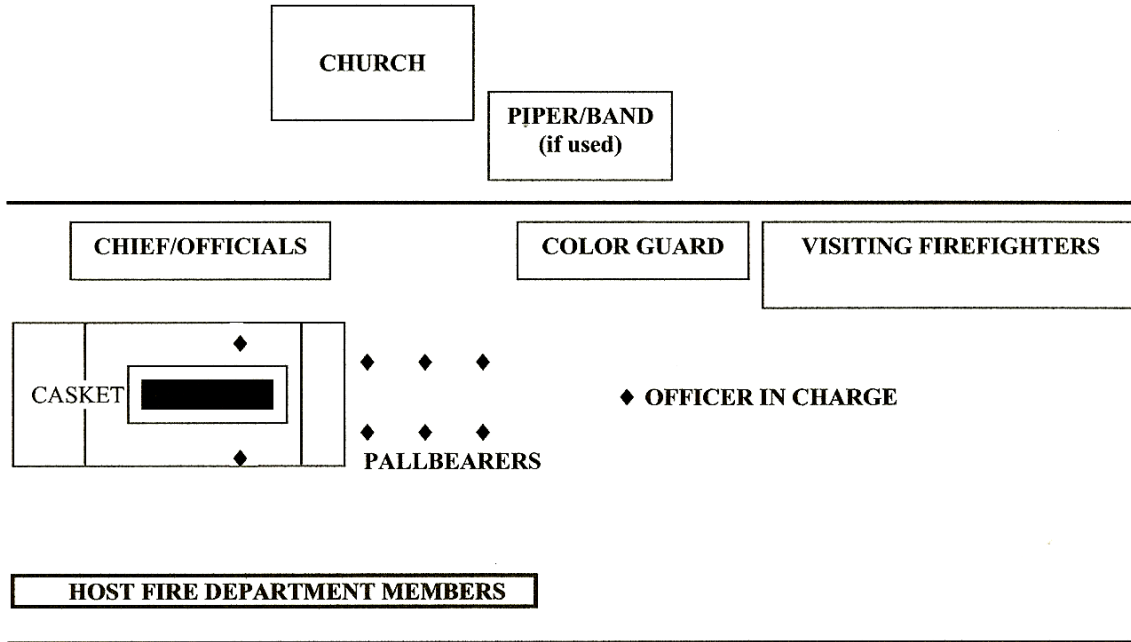 CHURCH
PIPER/BAND
(if used)
CHIEF/OFFICIALS
COLOR GUARD
VISITING FIREFIGHTERS
CASKET
OFFICER IN CHARGE
PALLBEARERS
HOST FIRE DEPARTMENT MEMBERS